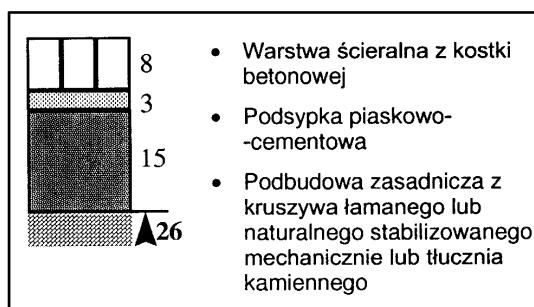 8
3
15
26
• Warstwa ścieralna z kostki
betonowej
• Podsypka piaskowo-
-cementowa
• Podbudowa zasadnicza z
kruszywa łamanego lub
naturalnego stabilizowanego
mechanicznie lub tłucznia
kamiennego